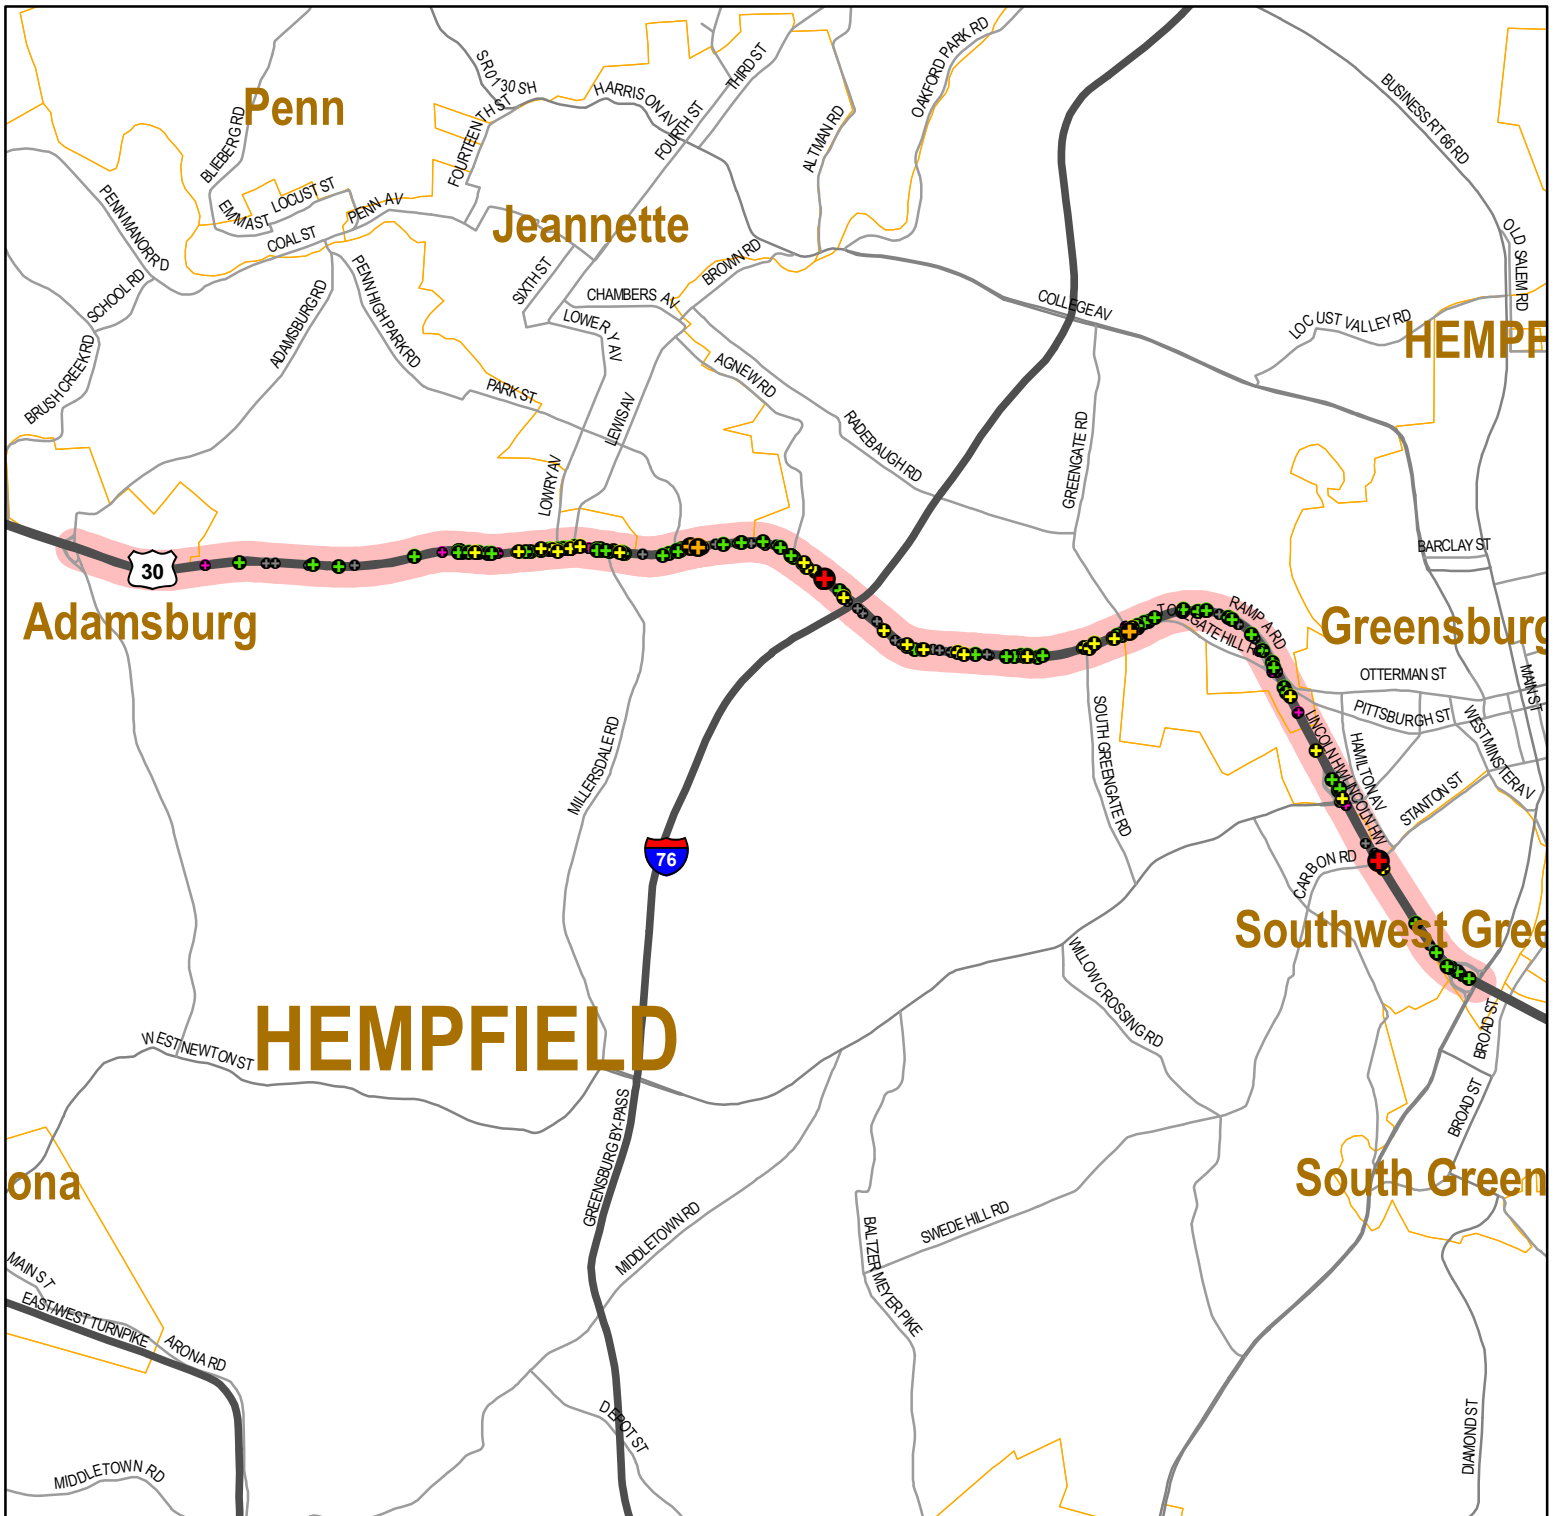 SR 0130 SH
HARRISON AV
THIRD ST
OAKFORD PARK RD
BUSINESS RT 66 RD
Penn
BLIEBERG RD
FOURTEENTH ST
FOURTH ST
ALTMAN RD
PENN MANOR RD
EMMA ST
LOCUST ST
PENN AV
COAL ST
Jeannette
OLD SALEM RD
SCHOOL RD
PENN HIGH PARK RD
SIXTH ST
BROWN RD
CHAMBERS AV
COLLEGE AV
LOCUST VALLEY RD
HEMPF
ADAMSBURG RD
LOWERY AV
BRUSH CREEK RD
PARK ST
AGNEW RD
LEWIS AV
RADEBAUGH RD
GREENGATE RD
LOWRY AV
BARCLAY ST
30
Adamsburg
TOLLGATE HILL R
RAMP A RD
Greensburg
OTTERMAN ST
MAIN ST
PITTSBURGH ST
WESTMINSTER AV
MILLERSDALE RD
SOUTH GREENGATE RD
LINCOLN HW
LINCOLN HW
HAMILTON AV
STANTON ST
76
CARBON RD
Southwest Gree
WILLOW CROSSING RD
HEMPFIELD
WEST NEWTON ST
BROAD ST
BROAD ST
GREENSBURG BY-PASS
ona
South Green
MIDDLETOWN RD
SWEDE HILL RD
BALTZER MEYER PIKE
MAIN ST
EAST-WEST TURNPIKE
ARONA RD
DEPOT ST
DIAMOND ST
MIDDLETOWN RD